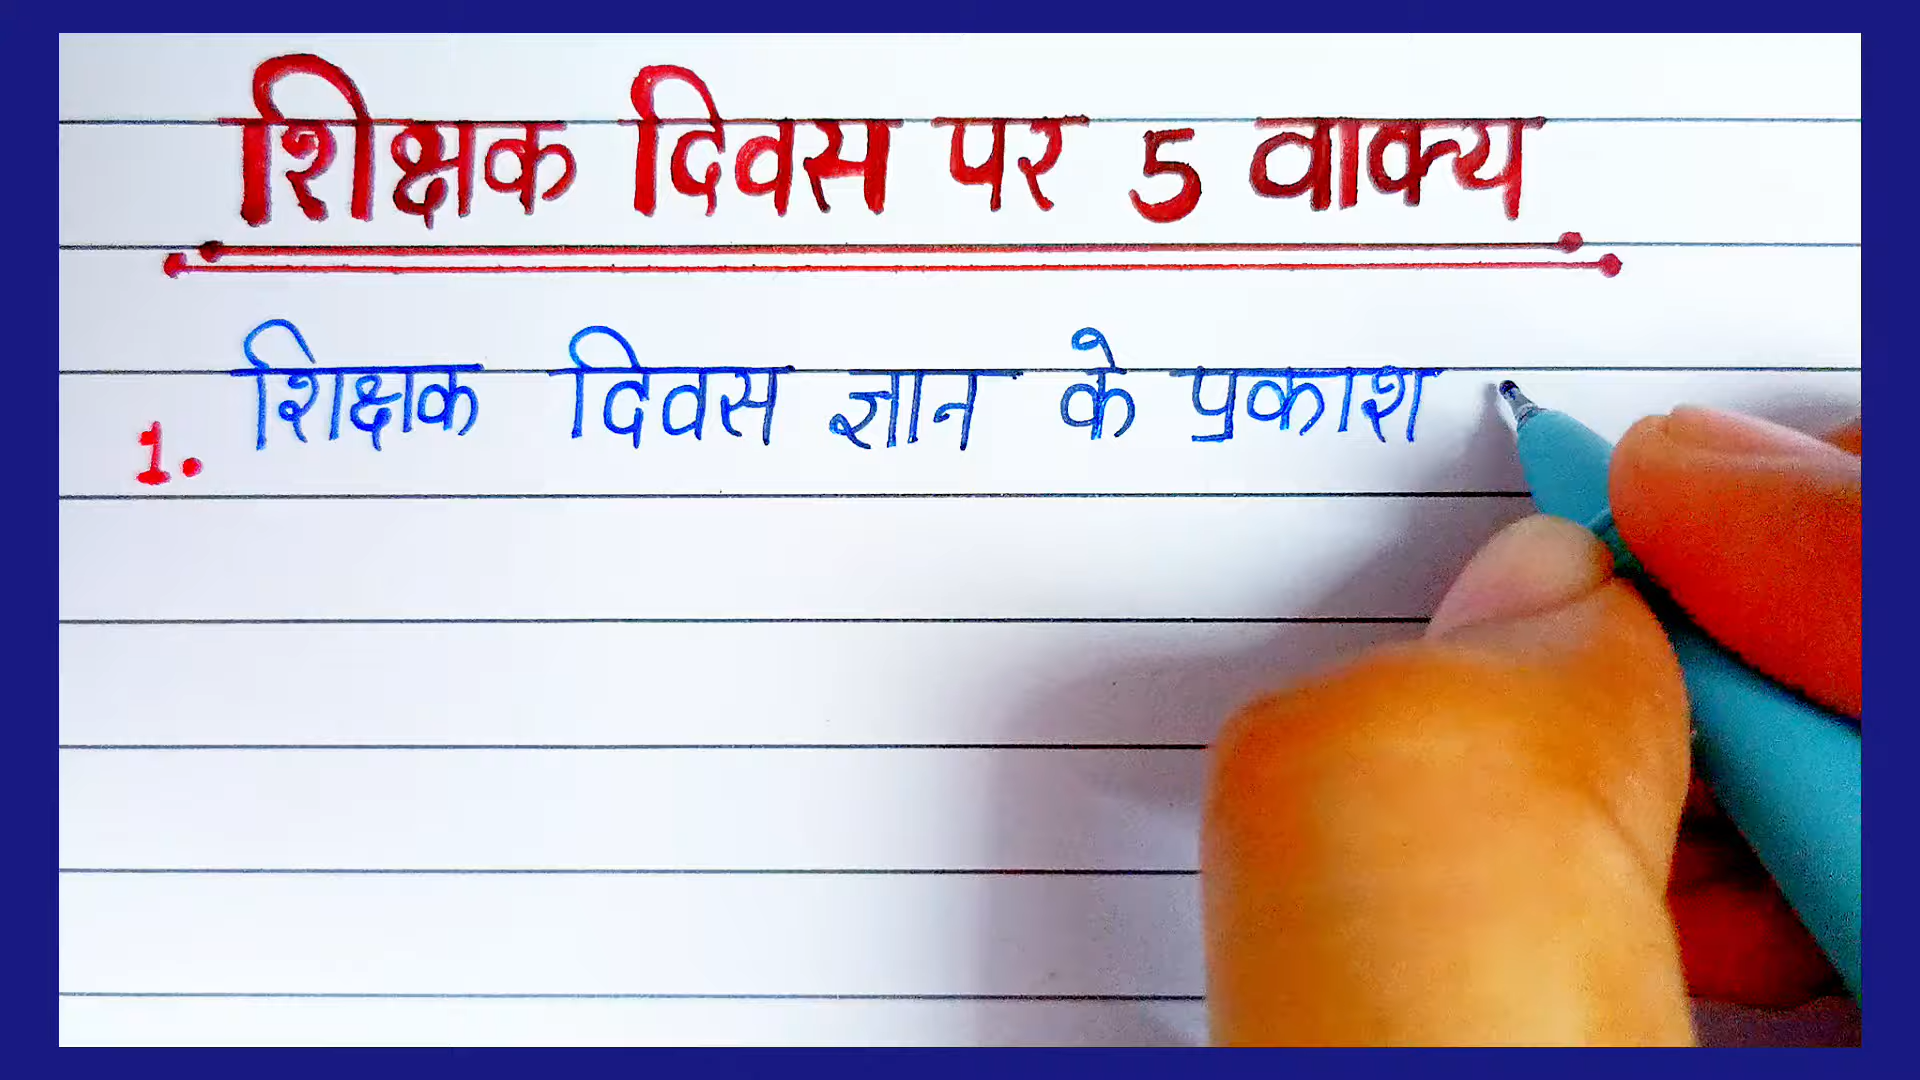 शिक्षक दिवस पर 5 वाक्य
1. शिक्षक दिवस ज्ञान के प्रकाश